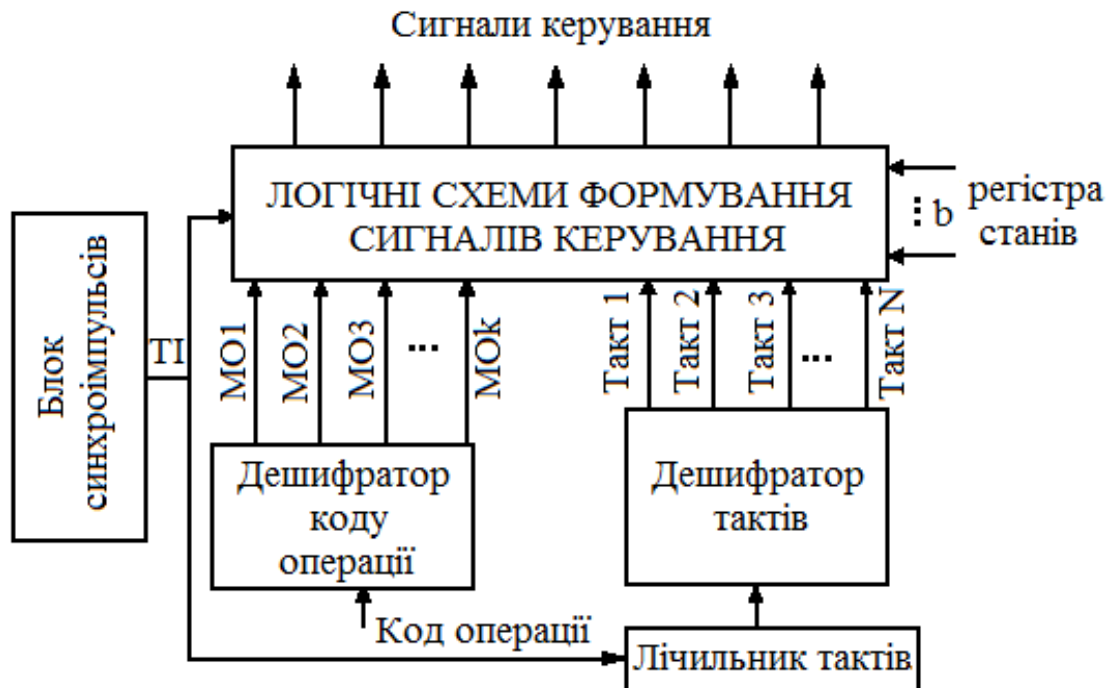 Сигнали керування
ЛОГІЧНІ СХЕМИ ФОРМУВАННЯ
СИГНАЛІВ КЕРУВАННЯ
b
регістра
станів
Блок
синхроімпульсів
ТІ
МО1
МО2
МО3
...
МОk
Такт 1
Такт 2
Такт 3
...
Такт N
Дешифратор
коду
операції
Дешифратор
тактів
Код операції
Лічильник тактів